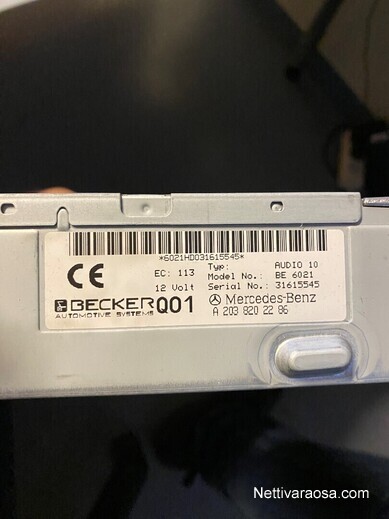 *6021HD031615545*
CE EC: 113 Typ: AUDIO 10
Model No.: BE 6021
12 Volt Serial No.: 31615545
BECKER Q01 Mercedes-Benz
AUTOMOTIVE SYSTEMS A 203 820 22 86
Nettivaraosa.com